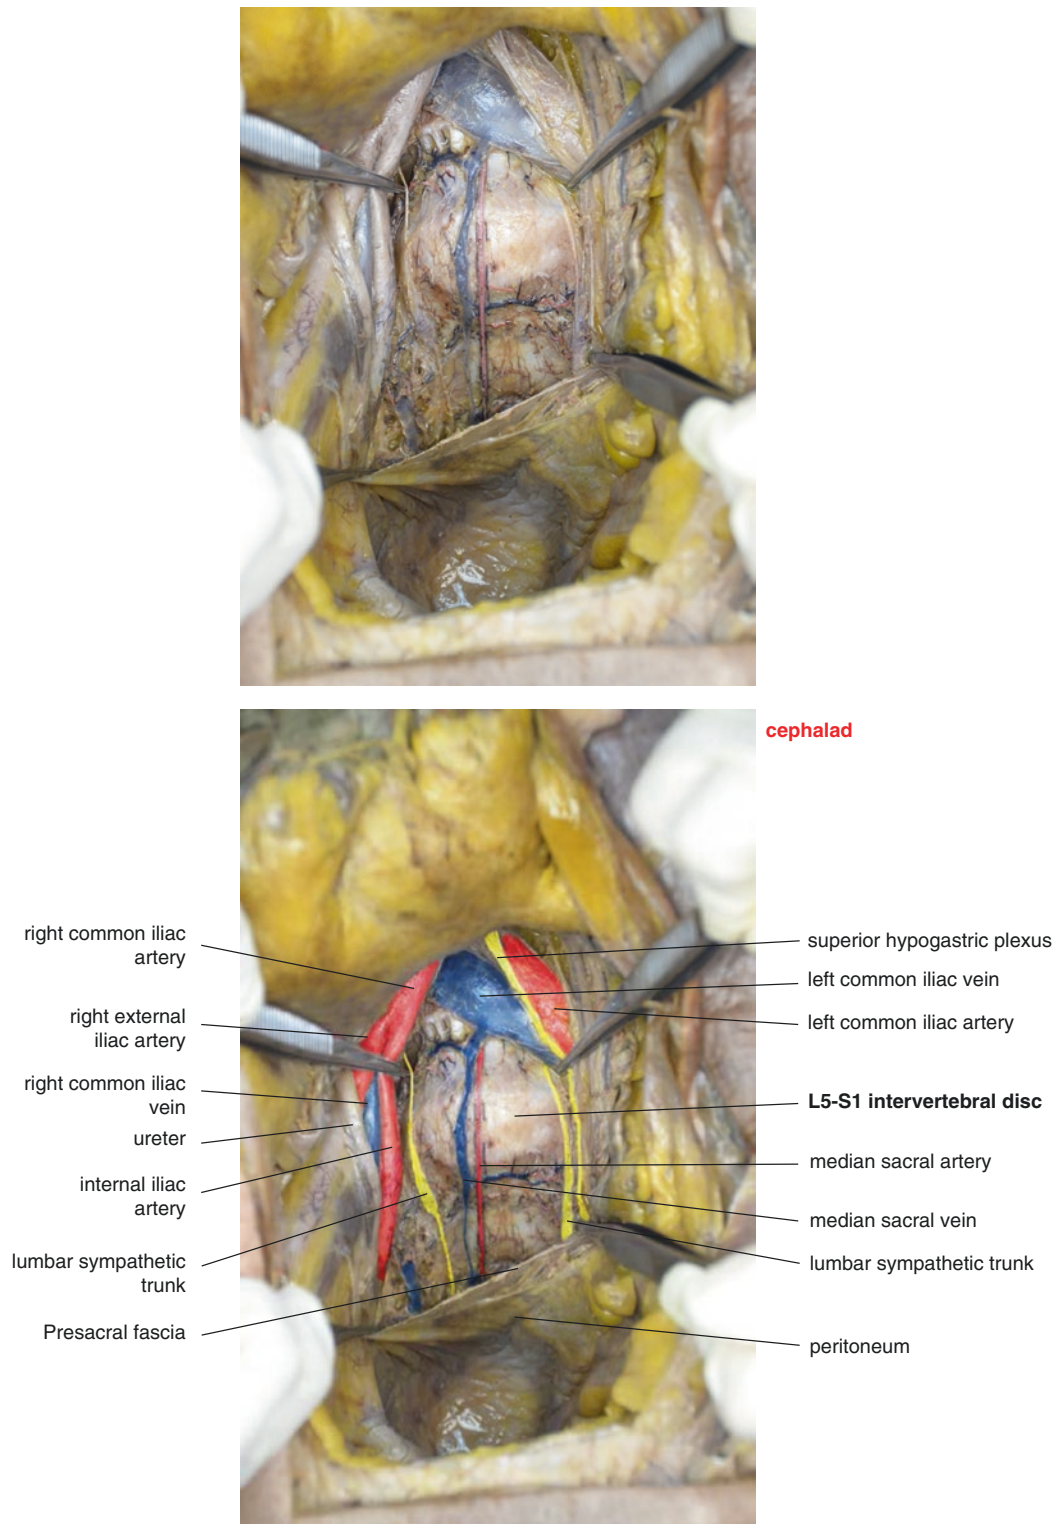 cephalad
right common iliac
artery
right external
iliac artery
right common iliac
vein
ureter
internal iliac
artery
lumbar sympathetic
trunk
Presacral fascia
superior hypogastric plexus
left common iliac vein
left common iliac artery
L5-S1 intervertebral disc
median sacral artery
median sacral vein
lumbar sympathetic trunk
peritoneum